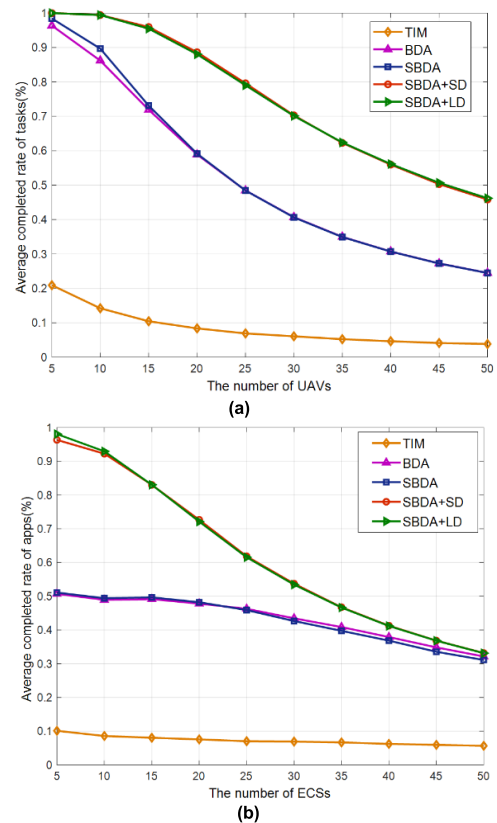 Average completed rate of tasks(%)
1
0.9
0.8
0.7
0.6
0.5
0.4
0.3
0.2
0.1
0
TIM
BDA
SBDA
SBDA+SD
SBDA+LD
5 10 15 20 25 30 35 40 45 50
The number of UAVs
(a)
Average completed rate of apps(%)
1
0.9
0.8
0.7
0.6
0.5
0.4
0.3
0.2
0.1
0
TIM
BDA
SBDA
SBDA+SD
SBDA+LD
5 10 15 20 25 30 35 40 45 50
The number of ECSs
(b)